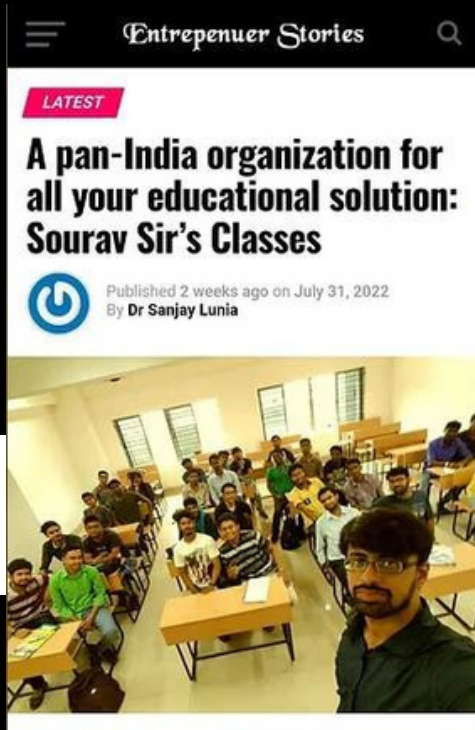 Entrepenuer Stories
LATEST
A pan-India organization for
all your educational solution:
Sourav Sir's Classes
Published 2 weeks ago on July 31, 2022
By Dr Sanjay Lunia